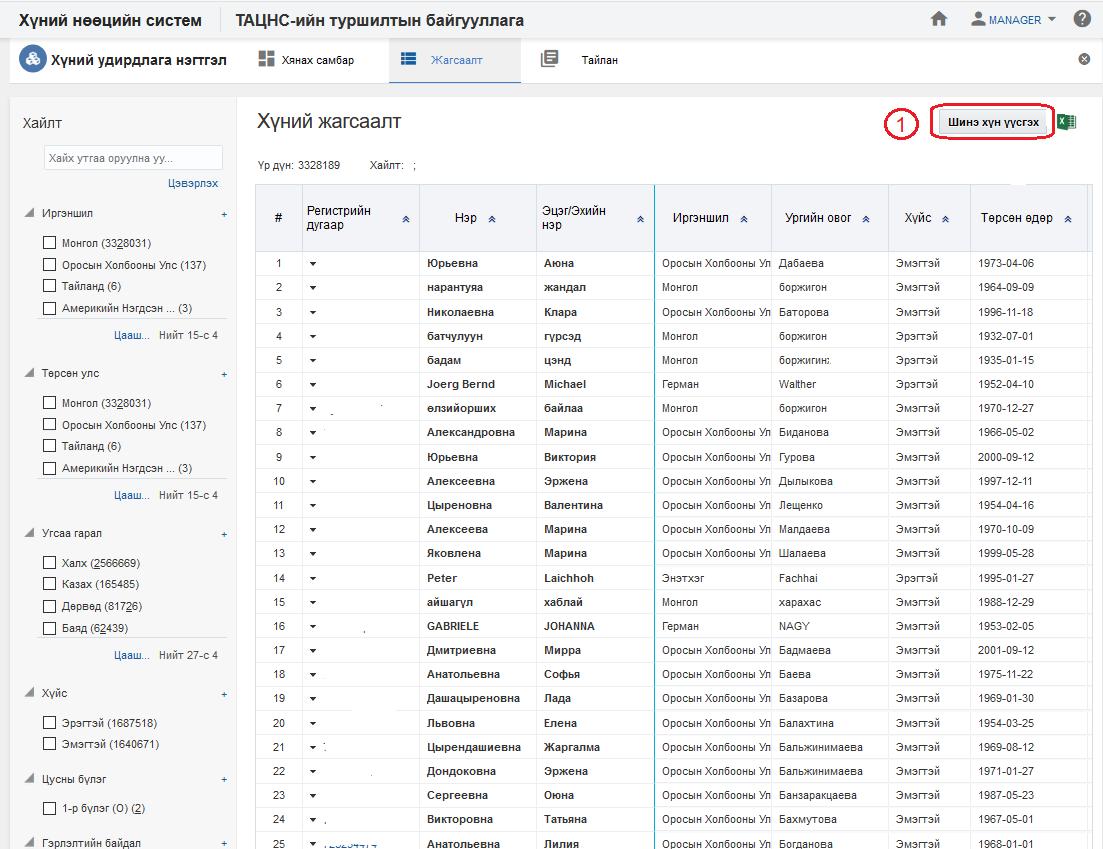 Хүний нөөцийн систем ТАЦНС-ийн туршилтын байгууллага MANAGER
Хүний удирдлага нэгтгэл Хянах самбар Жагсаалт Тайлан
Хайлт
Хайх утгаа оруулна уу...
Цэвэрлэх
Иргэншил +
Монгол (3328031)
Оросын Холбооны Улс (137)
Тайланд (6)
Америкийн Нэгдсэн ... (3)
Цааш... Нийт 15-с 4
Төрсөн улс +
Монгол (3328031)
Оросын Холбооны Улс (137)
Тайланд (6)
Америкийн Нэгдсэн ... (3)
Цааш... Нийт 15-с 4
Угсаа гарал +
Халх (2566669)
Казах (165485)
Дөрвөд (81726)
Баяд (62439)
Цааш... Нийт 27-с 4
Хүйс +
Эрэгтэй (1687518)
Эмэгтэй (1640671)
Цусны бүлэг +
1-р бүлэг (О) (2)
Гэрлэлтийн байдал +
Хүний жагсаалт
1 Шинэ хүн үүсгэх
Үр дүн: 3328189 Хайлт: ;
# Регистрийн дугаар Нэр Эцэг/Эхийн нэр Иргэншил Ургийн овог Хүйс Төрсөн өдөр
1 Юрьевна Аюна Оросын Холбооны Ул Дабаева Эмэгтэй 1973-04-06
2 нарантуяа жандал Монгол боржигон Эмэгтэй 1964-09-09
3 Николаевна Клара Оросын Холбооны Ул Баторова Эмэгтэй 1996-11-18
4 батчулуун гүрсэд Монгол боржигон Эрэгтэй 1932-07-01
5 бадам цэнд Монгол боржигин Эрэгтэй 1935-01-15
6 Joerg Bernd Michael Герман Walther Эрэгтэй 1952-04-10
7 өлзийорших байлаа Монгол боржигон Эмэгтэй 1970-12-27
8 Александровна Марина Оросын Холбооны Ул Биданова Эмэгтэй 1966-05-02
9 Юрьевна Виктория Оросын Холбооны Ул Гурова Эмэгтэй 2000-09-12
10 Алексеевна Эржена Оросын Холбооны Ул Дылыкова Эмэгтэй 1997-12-11
11 Цыреновна Валентина Оросын Холбооны Ул Лещенко Эмэгтэй 1954-04-16
12 Алексеева Марина Оросын Холбооны Ул Малдаева Эмэгтэй 1970-10-09
13 Яковлена Марина Оросын Холбооны Ул Шалаева Эмэгтэй 1999-05-28
14 Peter Laichhoh Энэтхэг Fachhai Эрэгтэй 1995-01-27
15 айшагүл хаблай Монгол харахас Эмэгтэй 1988-12-29
16 GABRIELE JOHANNA Герман NAGY Эмэгтэй 1953-02-05
17 Дмитриевна Мирра Оросын Холбооны Ул Бадмаева Эмэгтэй 2001-09-12
18 Анатольевна Софья Оросын Холбооны Ул Баева Эмэгтэй 1975-11-22
19 Дашацыреновна Лада Оросын Холбооны Ул Базарова Эмэгтэй 1969-01-30
20 Львовна Елена Оросын Холбооны Ул Балахтина Эмэгтэй 1954-03-25
21 Цырендашиевна Жаргалма Оросын Холбооны Ул Бальжинимаева Эмэгтэй 1969-08-12
22 Дондоковна Эржена Оросын Холбооны Ул Бальжинимаева Эмэгтэй 1971-01-27
23 Сергеевна Оюна Оросын Холбооны Ул Банзаракцаева Эмэгтэй 1987-05-23
24 Викторовна Татьяна Оросын Холбооны Ул Бахмутова Эмэгтэй 1967-05-01
25 Анатольевна Лилия Оросын Холбооны Ул Богданова Эмэгтэй 1968-01-01